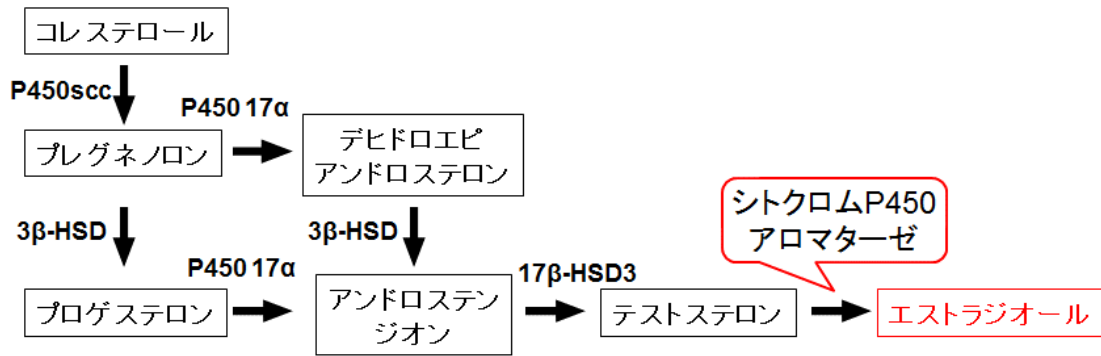 コレステロール
P450scc
P450 17α
プレグネノロン
デヒドロエピ
アンドロステロン
シトクロムP450
アロマターゼ
3β-HSD
3β-HSD
P450 17α
17β-HSD3
プロゲステロン
アンドロステン
ジオン
テストステロン
エストラジオール